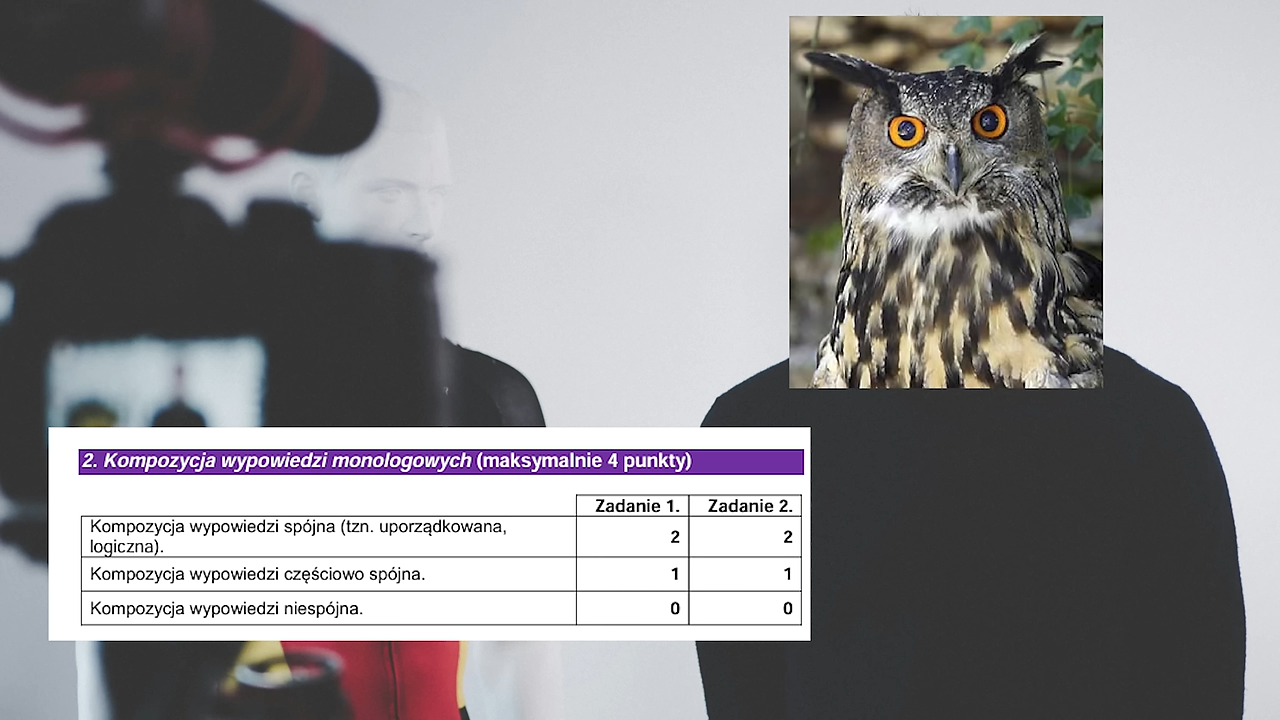 2. Kompozycja wypowiedzi monologowych (maksymalnie 4 punkty)
Zadanie 1. Zadanie 2.
Kompozycja wypowiedzi spójna (tzn. uporządkowana,
logiczna). 2 2
Kompozycja wypowiedzi częściowo spójna. 1 1
Kompozycja wypowiedzi niespójna. 0 0